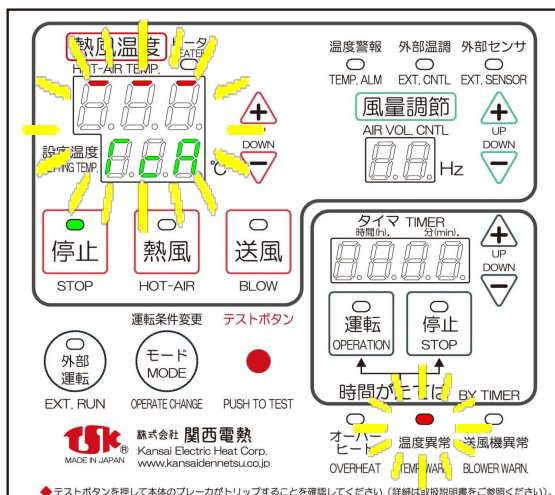 熱風温度 ヒータ
HOT-AIR TEMP. HEATER
設定温度
SETTING TEMP.
CcA
℃
UP
DOWN
温度警報 外部温調 外部センサ
TEMP. ALM EXT. CNTL EXT. SENSOR
風量調節
AIR VOL. CNTL
Hz
UP
DOWN
停止 熱風 送風
STOP HOT-AIR BLOW
タイマ TIMER
時間(h). 分(min).
UP
DOWN
運転 停止
OPERATION STOP
時間がたてば BY TIMER
運転条件変更 テストボタン
外部
運転
モード
MODE
EXT. RUN OPERATE CHANGE PUSH TO TEST
オーバー
ヒート 温度異常 送風機異常
OVERHEAT TEMP. WARN. BLOWER WARN.
TSK
MADE IN JAPAN
株式会社 関西電熱
Kansai Electric Heat Corp.
www.kansaidennetsu.co.jp
◆テストボタンを押して本体のブレーカがトリップすることを確認してください(詳細は取扱説明書をご参照ください)